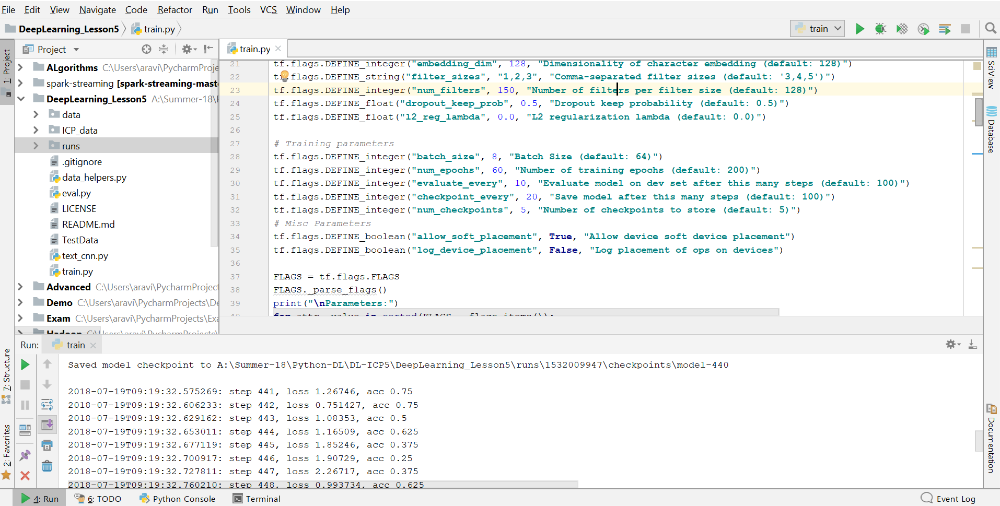 File Edit View Navigate Code Refactor Run Tools VCS Window Help
DeepLearning_Lesson5 train.py train
1: Project
Project
train.py
ALgorithms C:\Users\aravi\PycharmProje
spark-streaming [spark-streaming-maste
DeepLearning_Lesson5 A:\Summer-18\
data
ICP_data
runs
.gitignore
data_helpers.py
eval.py
LICENSE
README.md
TestData
text_cnn.py
train.py
Advanced C:\Users\aravi\PycharmProject
Demo C:\Users\aravi\PycharmProjects\De
Exam C:\Users\aravi\PycharmProjects\Exa
Hadoop C:\Users\aravi\PycharmProjects\
21 tf.flags.DEFINE_integer("embedding_dim", 128, "Dimensionality of character embedding (default: 128)")
22 tf.flags.DEFINE_string("filter_sizes", "1,2,3", "Comma-separated filter sizes (default: '3,4,5')")
23 tf.flags.DEFINE_integer("num_filters", 150, "Number of filters per filter size (default: 128)")
24 tf.flags.DEFINE_float("dropout_keep_prob", 0.5, "Dropout keep probability (default: 0.5)")
25 tf.flags.DEFINE_float("l2_reg_lambda", 0.0, "L2 regularization lambda (default: 0.0)")
26
27 # Training parameters
28 tf.flags.DEFINE_integer("batch_size", 8, "Batch Size (default: 64)")
29 tf.flags.DEFINE_integer("num_epochs", 60, "Number of training epochs (default: 200)")
30 tf.flags.DEFINE_integer("evaluate_every", 10, "Evaluate model on dev set after this many steps (default: 100)")
31 tf.flags.DEFINE_integer("checkpoint_every", 20, "Save model after this many steps (default: 100)")
32 tf.flags.DEFINE_integer("num_checkpoints", 5, "Number of checkpoints to store (default: 5)")
33 # Misc Parameters
34 tf.flags.DEFINE_boolean("allow_soft_placement", True, "Allow device soft device placement")
35 tf.flags.DEFINE_boolean("log_device_placement", False, "Log placement of ops on devices")
36
37 FLAGS = tf.flags.FLAGS
38 FLAGS._parse_flags()
39 print("\nParameters:")
40 for attr, value in sorted(FLAGS.__flags.items()):
SciView
Database
Documentation
7: Structure
2: Favorites
Run: train
Saved model checkpoint to A:\Summer-18\Python-DL\DL-ICP5\DeepLearning_Lesson5\runs\1532009947\checkpoints\model-440
2018-07-19T09:19:32.575269: step 441, loss 1.26746, acc 0.75
2018-07-19T09:19:32.606233: step 442, loss 0.751427, acc 0.75
2018-07-19T09:19:32.629162: step 443, loss 1.08353, acc 0.5
2018-07-19T09:19:32.653011: step 444, loss 1.16509, acc 0.625
2018-07-19T09:19:32.677119: step 445, loss 1.85246, acc 0.375
2018-07-19T09:19:32.700917: step 446, loss 1.90729, acc 0.25
2018-07-19T09:19:32.727811: step 447, loss 2.26717, acc 0.375
2018-07-19T09:19:32.760210: step 448, loss 0.993734, acc 0.625
4: Run 6: TODO Python Console Terminal Event Log